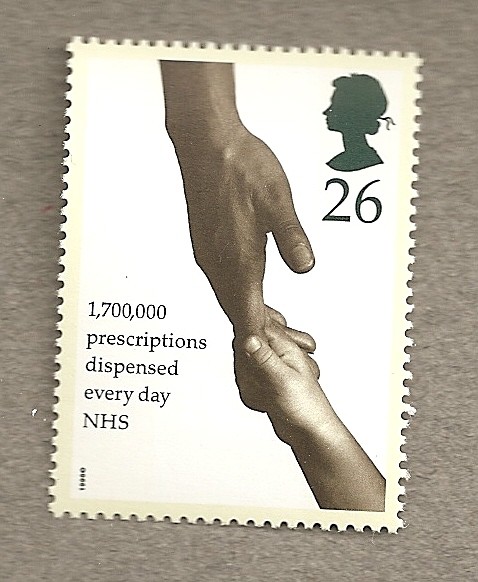 26
1,700,000
prescriptions
dispensed
every day
NHS